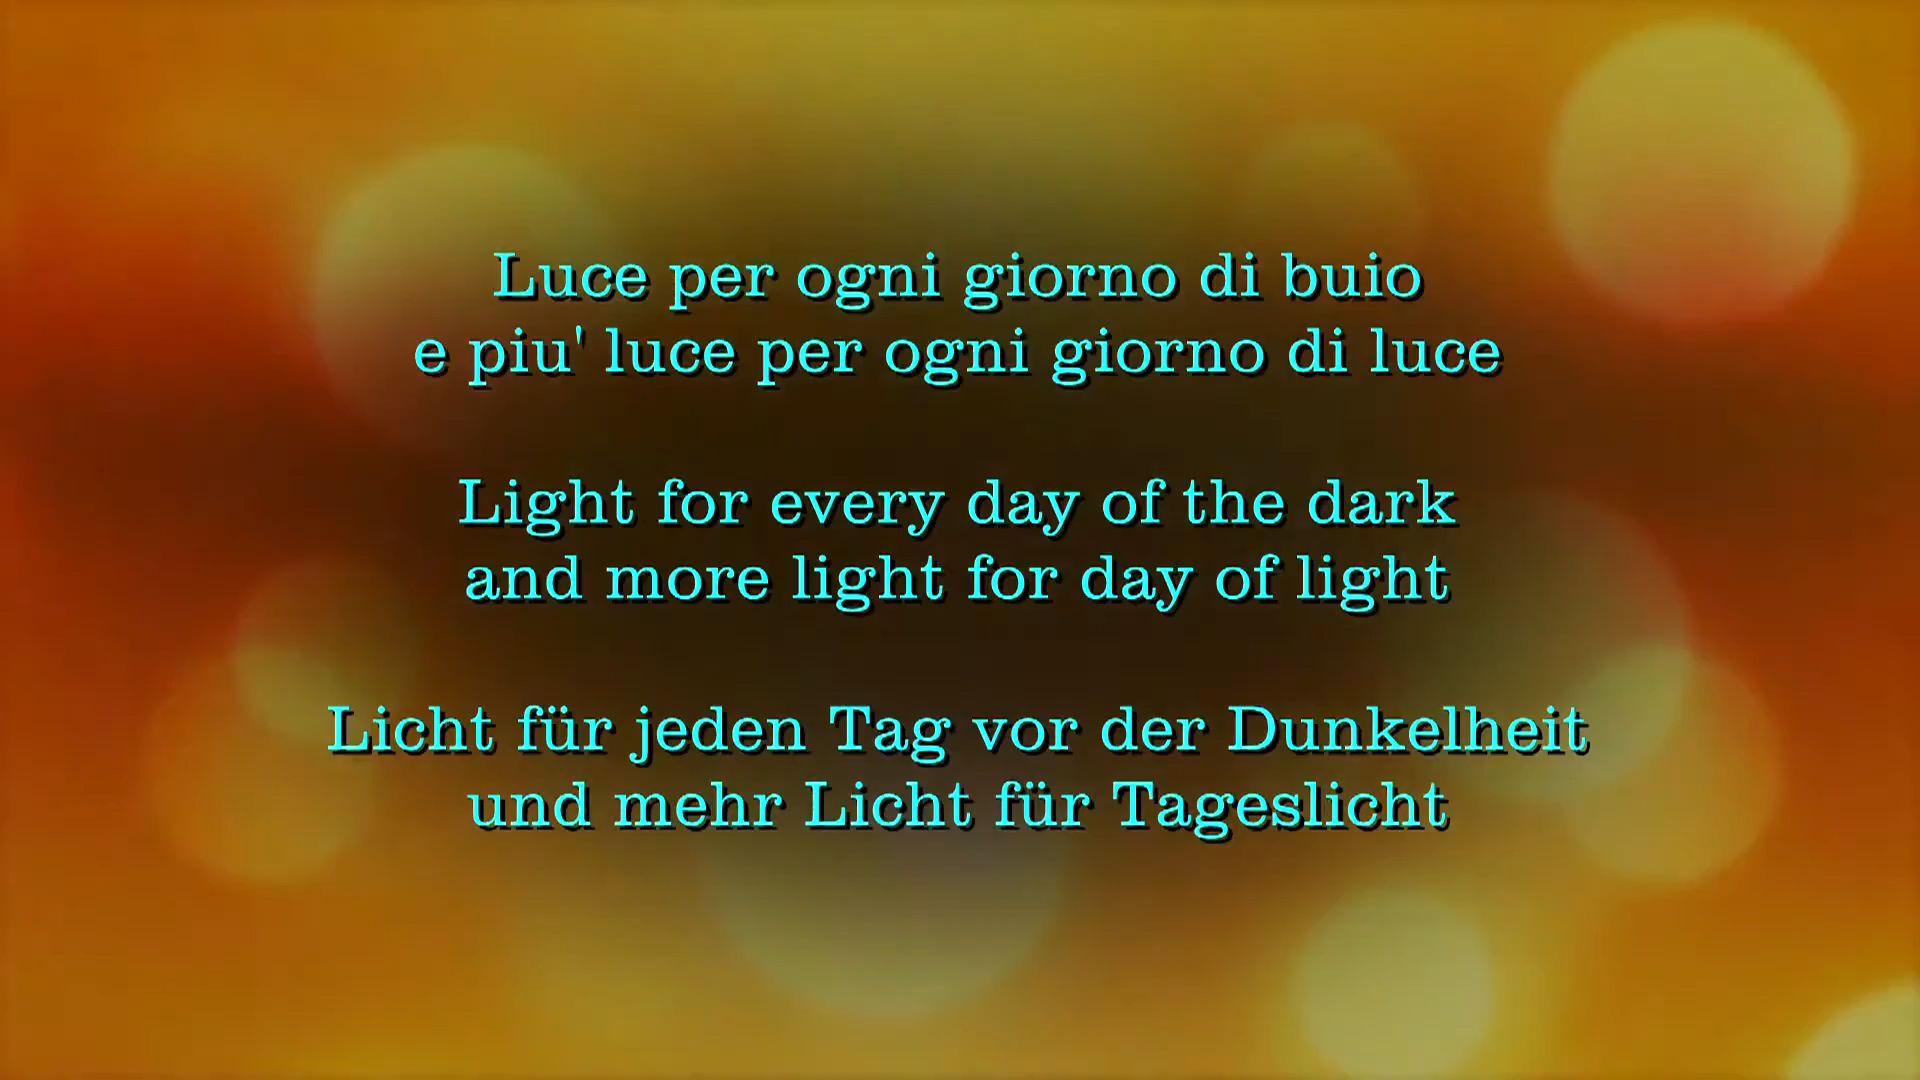 Luce per ogni giorno di buio
e piu' luce per ogni giorno di luce
Light for every day of the dark
and more light for day of light
Licht für jeden Tag vor der Dunkelheit
und mehr Licht für Tageslicht